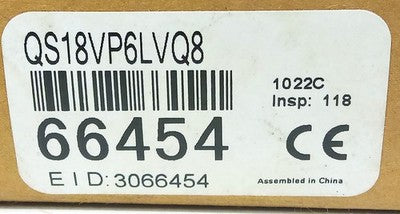 QS18VP6LVQ8
1022C
Insp: 118
66454
CE
EID:3066454
Assembled in China